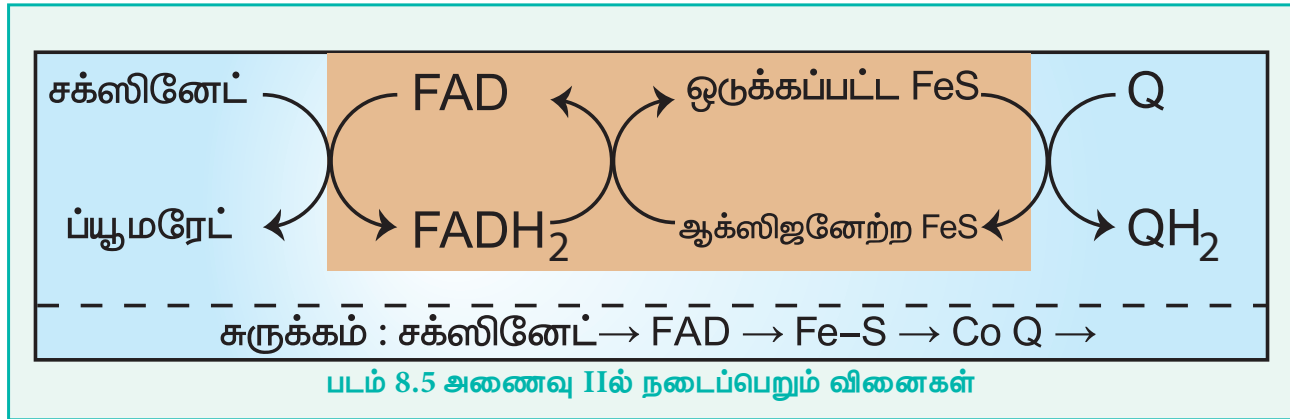 சக்ஸினேட் FAD ஒடுக்கப்பட்ட FeS Q
ப்யூமரேட் FADH₂ ஆக்ஸிஜனேற்ற FeS QH₂
சுருக்கம் : சக்ஸினேட்→ FAD → Fe–S → Co Q →
படம் 8.5 அணைவு IIல் நடைப்பெறும் வினைகள்